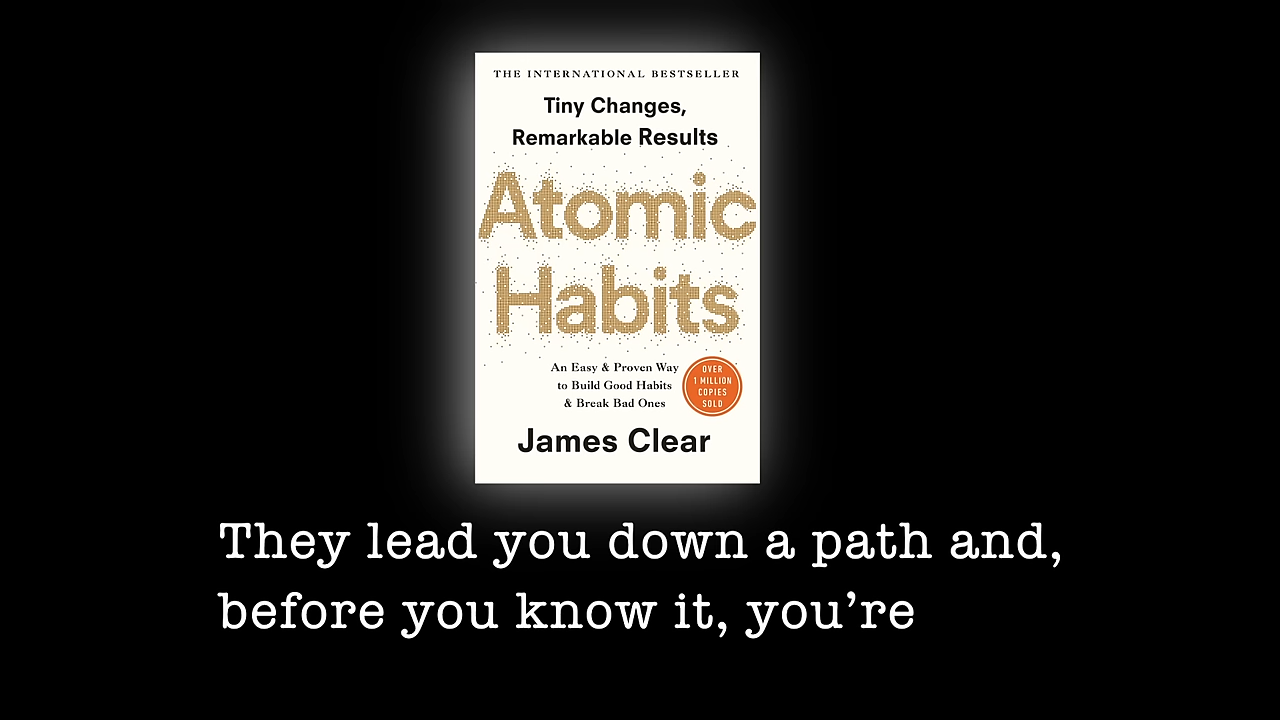 THE INTERNATIONAL BESTSELLER
Tiny Changes,
Remarkable Results
Atomic
Habits
An Easy & Proven Way
to Build Good Habits
& Break Bad Ones
OVER
1 MILLION
COPIES
SOLD
James Clear
They lead you down a path and,
before you know it, you’re